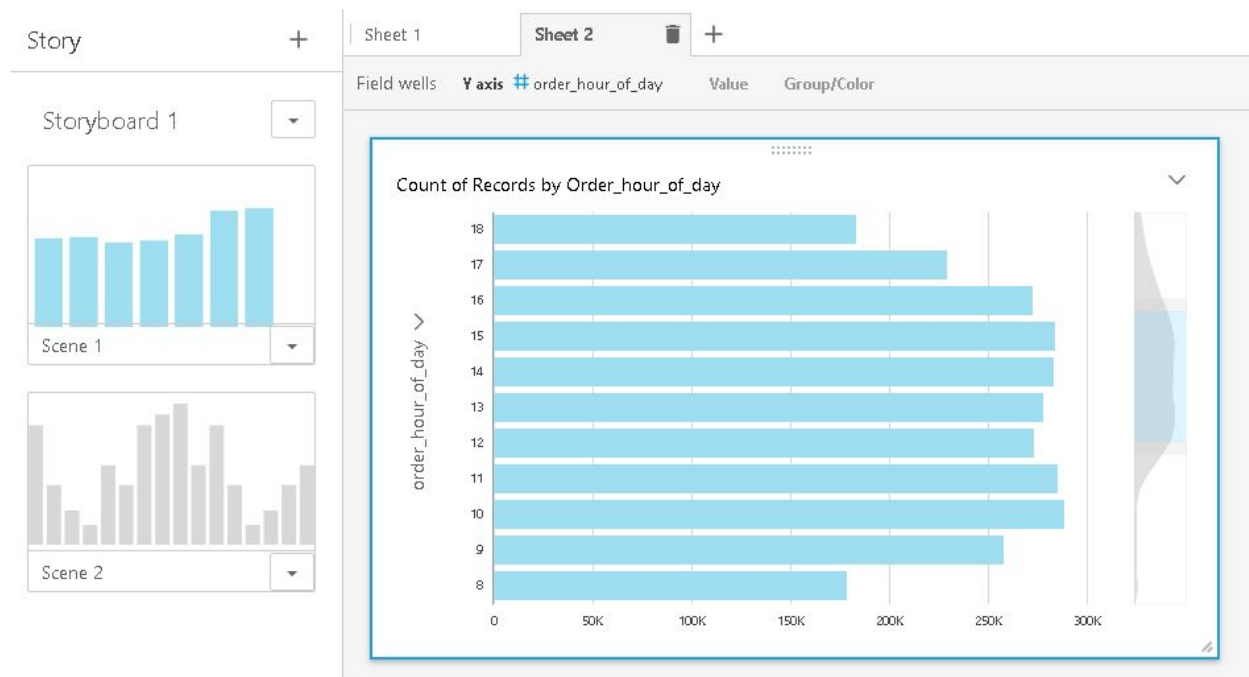 Story +
Storyboard 1
Scene 1
Scene 2
Sheet 1 Sheet 2 +
Field wells Y axis # order_hour_of_day Value Group/Color
Count of Records by Order_hour_of_day
order_hour_of_day
18
17
16
15
14
13
12
11
10
9
8
0 50K 100K 150K 200K 250K 300K